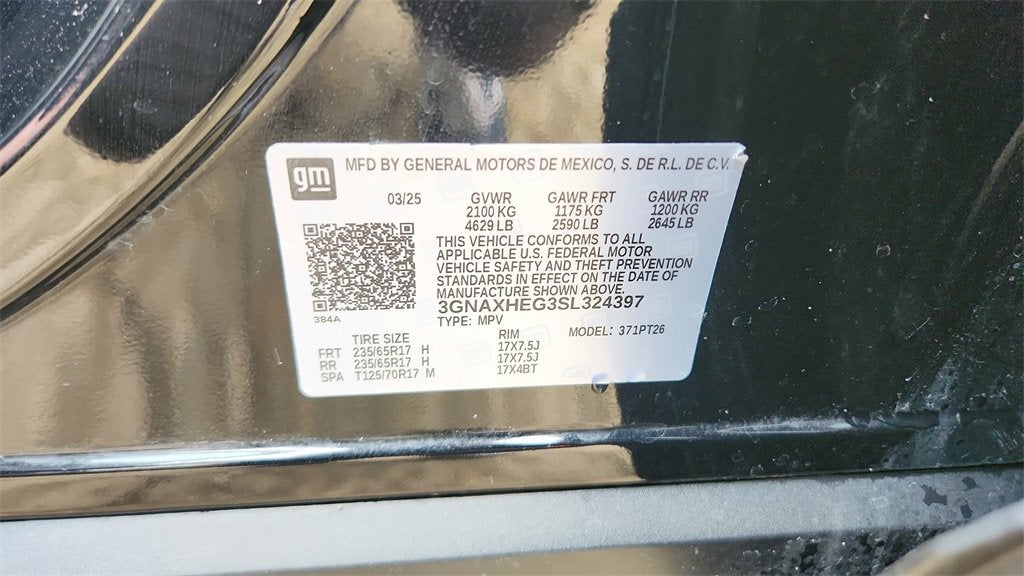 gm
MFD BY GENERAL MOTORS DE MEXICO, S. DE R.L. DE C.V.
03/25 GVWR GAWR FRT GAWR RR
2100 KG 1175 KG 1200 KG
4629 LB 2590 LB 2645 LB
THIS VEHICLE CONFORMS TO ALL
APPLICABLE U.S. FEDERAL MOTOR
VEHICLE SAFETY AND THEFT PREVENTION
STANDARDS IN EFFECT ON THE DATE OF
MANUFACTURE SHOWN ABOVE.
3GNAXHEG3SL324397
384A
TYPE: MPV MODEL: 371PT26
TIRE SIZE RIM
FRT 235/65R17 H 17X7.5J
RR 235/65R17 H 17X7.5J
SPA T125/70R17 M 17X4BT